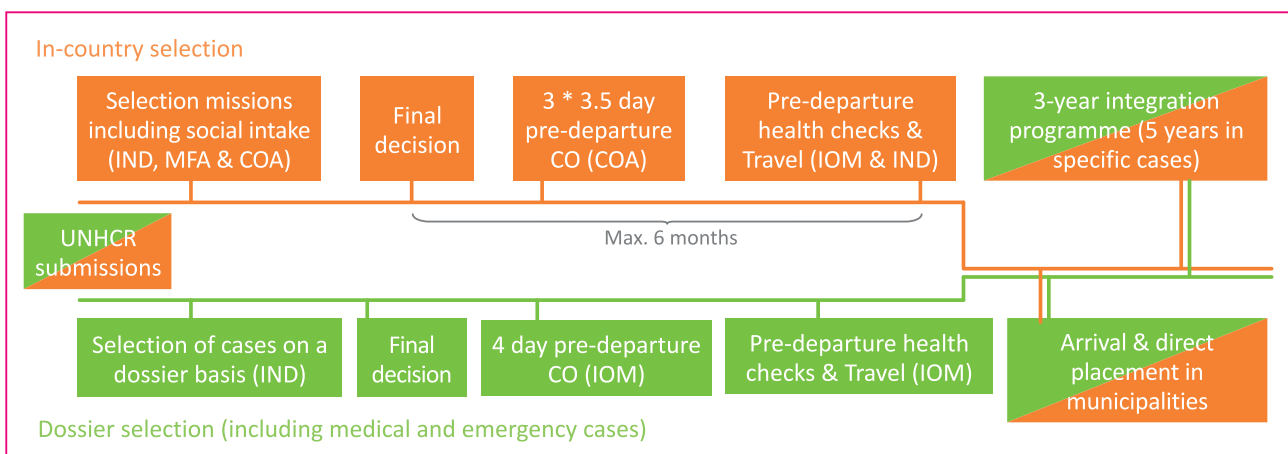 In-country selection
Selection missions
including social intake
(IND, MFA & COA)
Final
decision
3 * 3.5 day
pre-departure
CO (COA)
Pre-departure
health checks &
Travel (IOM & IND)
3-year integration
programme (5 years in
specific cases)
Max. 6 months
UNHCR
submissions
Selection of cases on a
dossier basis (IND)
Final
decision
4 day pre-departure
CO (IOM)
Pre-departure health
checks & Travel (IOM)
Arrival & direct
placement in
municipalities
Dossier selection (including medical and emergency cases)